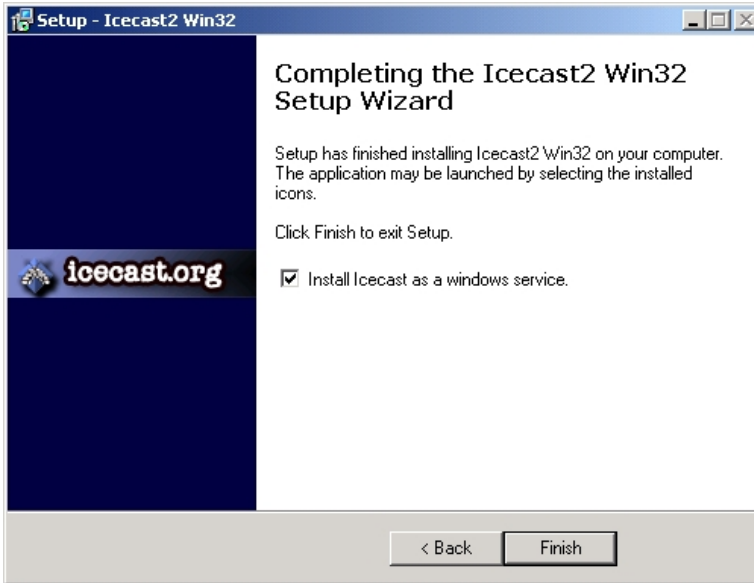 Setup - Icecast2 Win32
Completing the Icecast2 Win32
Setup Wizard
Setup has finished installing Icecast2 Win32 on your computer.
The application may be launched by selecting the installed
icons.
Click Finish to exit Setup.
icecast.org
Install Icecast as a windows service.
< Back
Finish